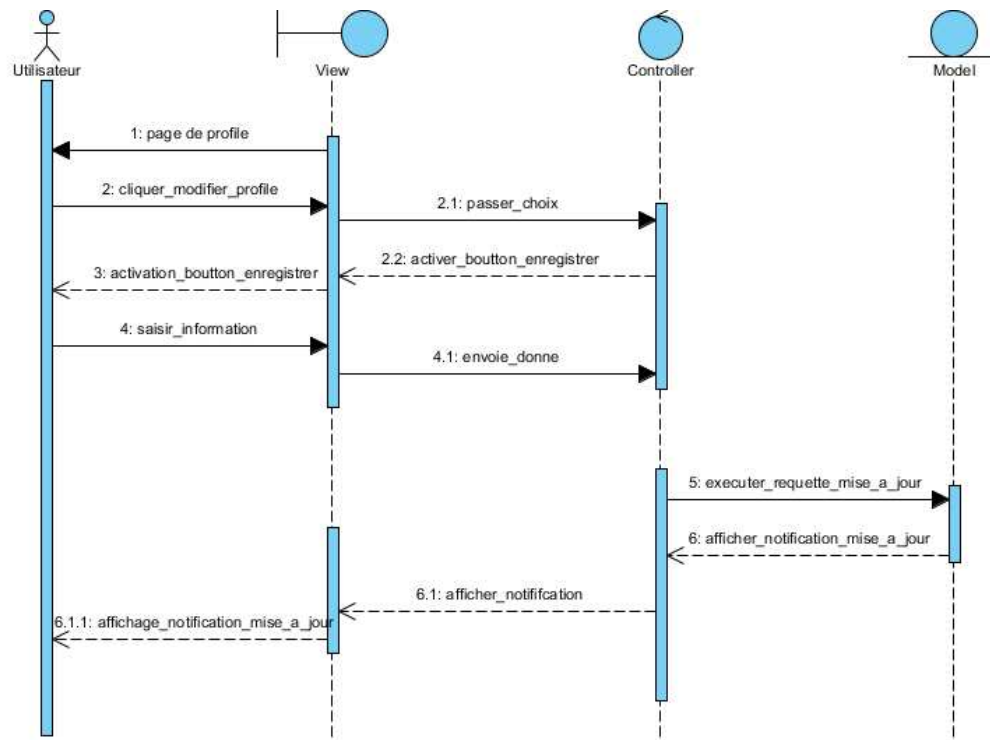 Utilisateur
View
Controller
Model
1: page de profile
2: cliquer_modifier_profile
2.1: passer_choix
2.2: activer_boutton_enregistrer
3: activation_boutton_enregistrer
4: saisir_information
4.1: envoie_donne
5: executer_requette_mise_a_jour
6: afficher_notification_mise_a_jour
6.1: afficher_notififcation
6.1.1: affichage_notification_mise_a_jour